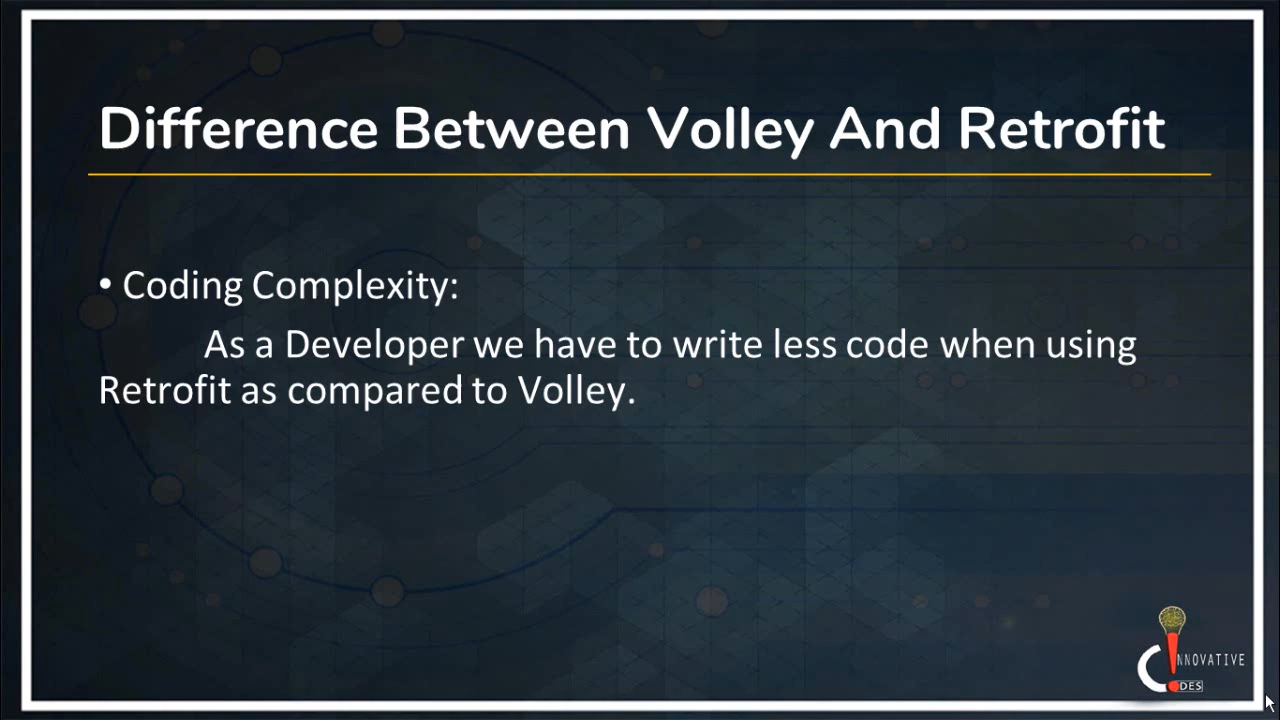 Difference Between Volley And Retrofit
• Coding Complexity:
As a Developer we have to write less code when using
Retrofit as compared to Volley.
NNOVATIVE
DES